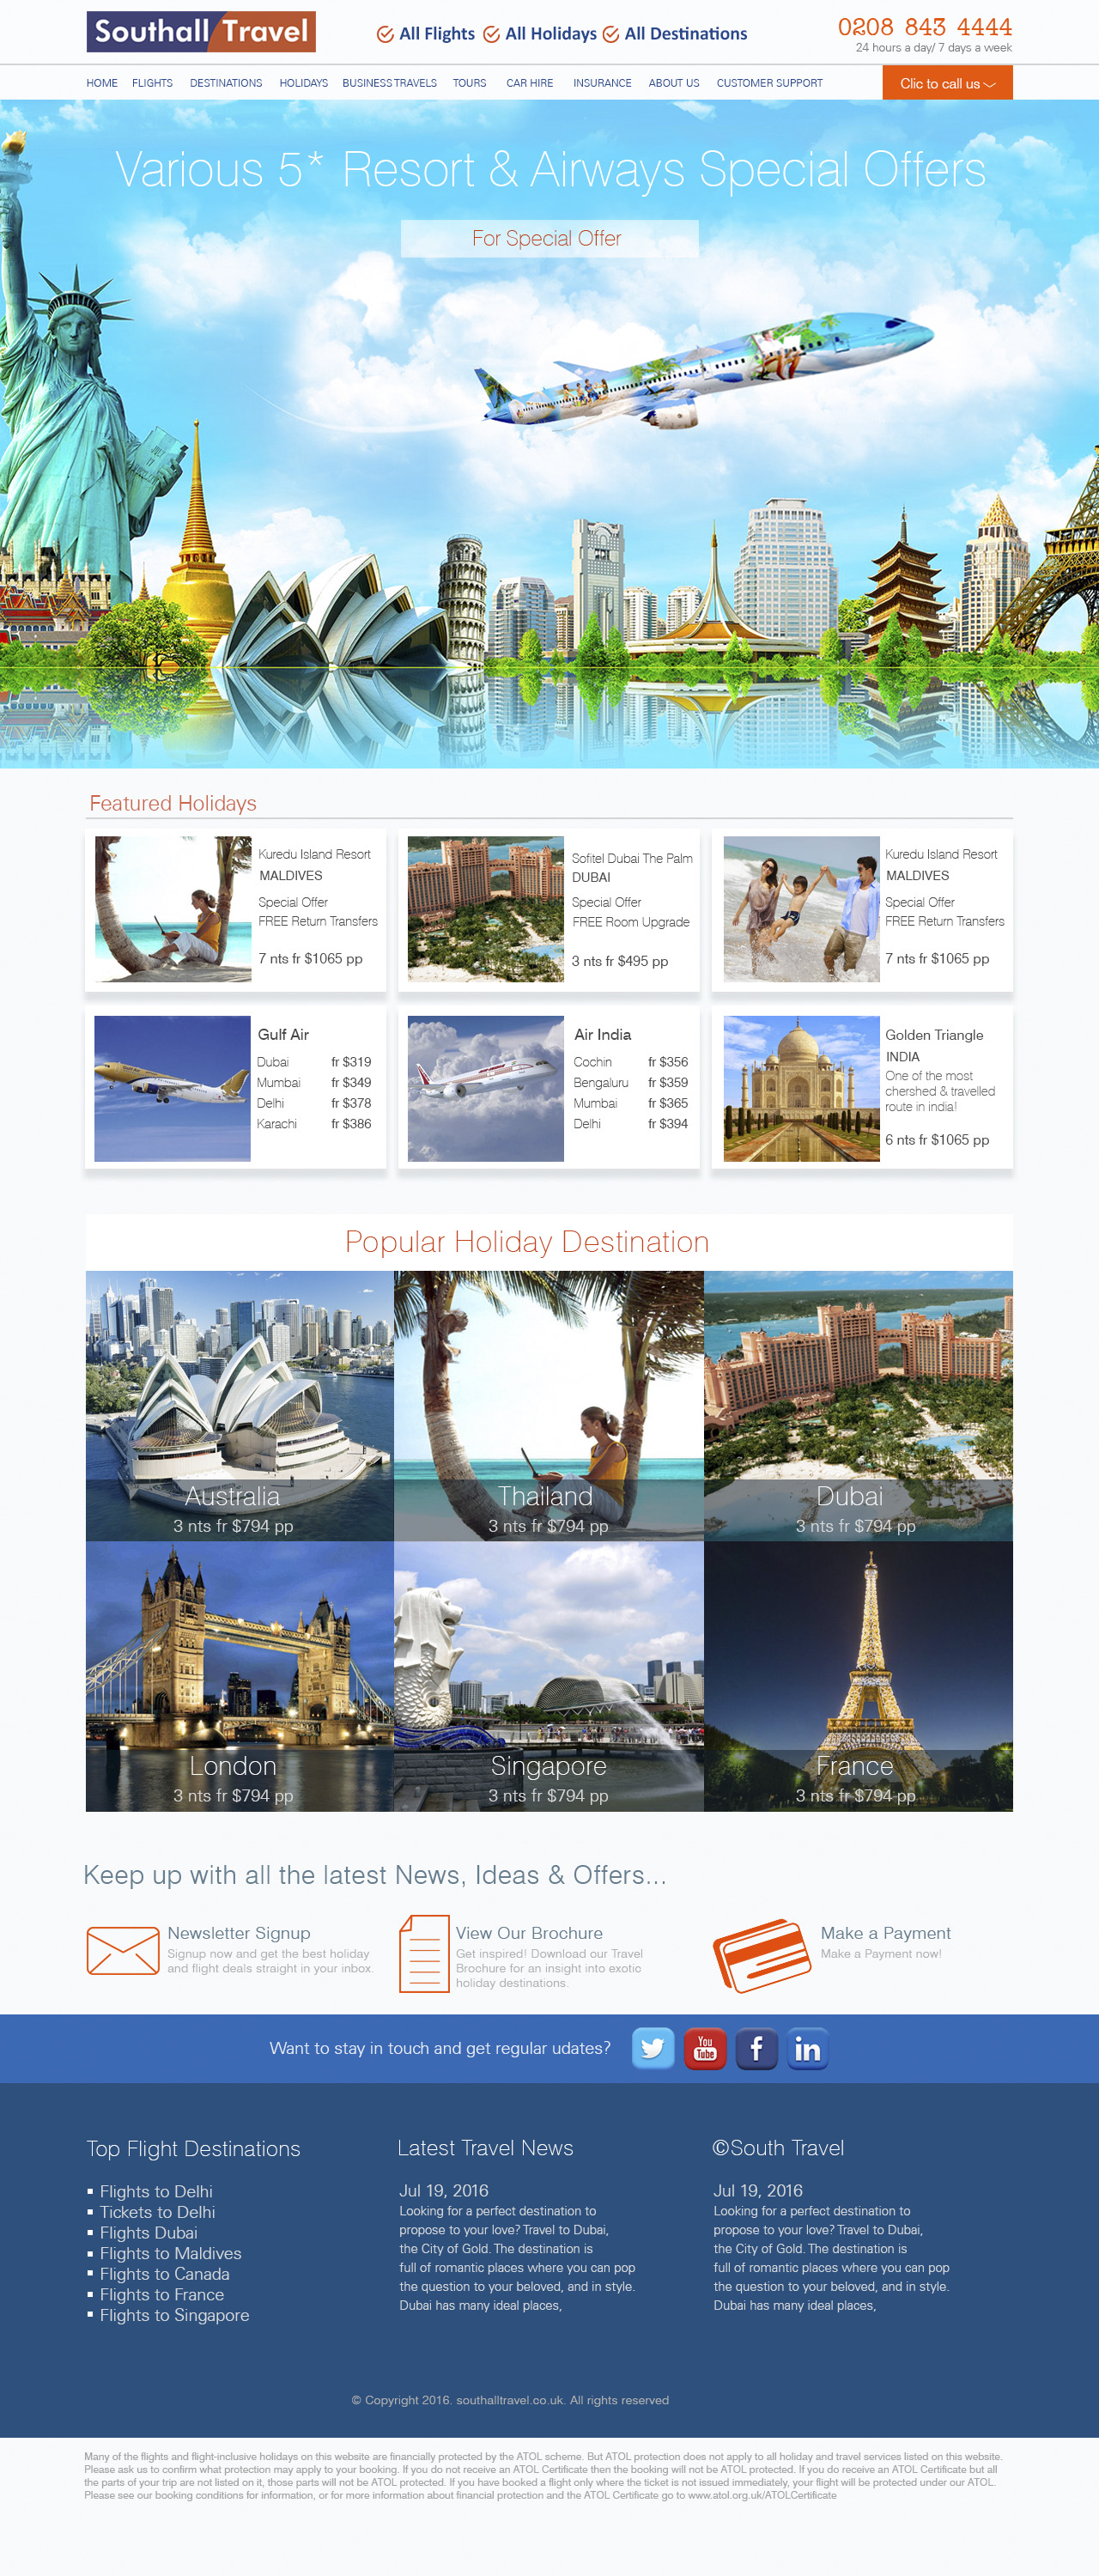 Southall Travel
All Flights All Holidays All Destinations
0208 843 4444
24 hours a day/ 7 days a week
HOME FLIGHTS DESTINATIONS HOLIDAYS BUSINESS TRAVELS TOURS CAR HIRE INSURANCE ABOUT US CUSTOMER SUPPORT
Clic to call us
Various 5* Resort & Airways Special Offers
For Special Offer
Featured Holidays
Kuredu Island Resort
MALDIVES
Special Offer
FREE Return Transfers
7 nts fr $1065 pp
Sofitel Dubai The Palm
DUBAI
Special Offer
FREE Room Upgrade
3 nts fr $495 pp
Kuredu Island Resort
MALDIVES
Special Offer
FREE Return Transfers
7 nts fr $1065 pp
Gulf Air
Dubai fr $319
Mumbai fr $349
Delhi fr $378
Karachi fr $386
Air India
Cochin fr $356
Bengaluru fr $359
Mumbai fr $365
Delhi fr $394
Golden Triangle
INDIA
One of the most
chershed & travelled
route in india!
6 nts fr $1065 pp
Popular Holiday Destination
Australia
3 nts fr $794 pp
Thailand
3 nts fr $794 pp
Dubai
3 nts fr $794 pp
London
3 nts fr $794 pp
Singapore
3 nts fr $794 pp
France
3 nts fr $794 pp
Keep up with all the latest News, Ideas & Offers...
Newsletter Signup
Signup now and get the best holiday
and flight deals straight in your inbox.
View Our Brochure
Get inspired! Download our Travel
Brochure for an insight into exotic
holiday destinations.
Make a Payment
Make a Payment now!
Want to stay in touch and get regular udates?
You
Tube
f
in
Top Flight Destinations
Flights to Delhi
Tickets to Delhi
Flights Dubai
Flights to Maldives
Flights to Canada
Flights to France
Flights to Singapore
Latest Travel News
Jul 19, 2016
Looking for a perfect destination to
propose to your love? Travel to Dubai,
the City of Gold. The destination is
full of romantic places where you can pop
the question to your beloved, and in style.
Dubai has many ideal places,
©South Travel
Jul 19, 2016
Looking for a perfect destination to
propose to your love? Travel to Dubai,
the City of Gold. The destination is
full of romantic places where you can pop
the question to your beloved, and in style.
Dubai has many ideal places,
© Copyright 2016. southalltravel.co.uk. All rights reserved
Many of the flights and flight-inclusive holidays on this website are financially protected by the ATOL scheme. But ATOL protection does not apply to all holiday and travel services listed on this website.
Please ask us to confirm what protection may apply to your booking. If you do not receive an ATOL Certificate then the booking will not be ATOL protected. If you do receive an ATOL Certificate but all
the parts of your trip are not listed on it, those parts will not be ATOL protected. If you have booked a flight only where the ticket is not issued immediately, your flight will be protected under our ATOL.
Please see our booking conditions for information, or for more information about financial protection and the ATOL Certificate go to www.atol.org.uk/ATOLCertificate